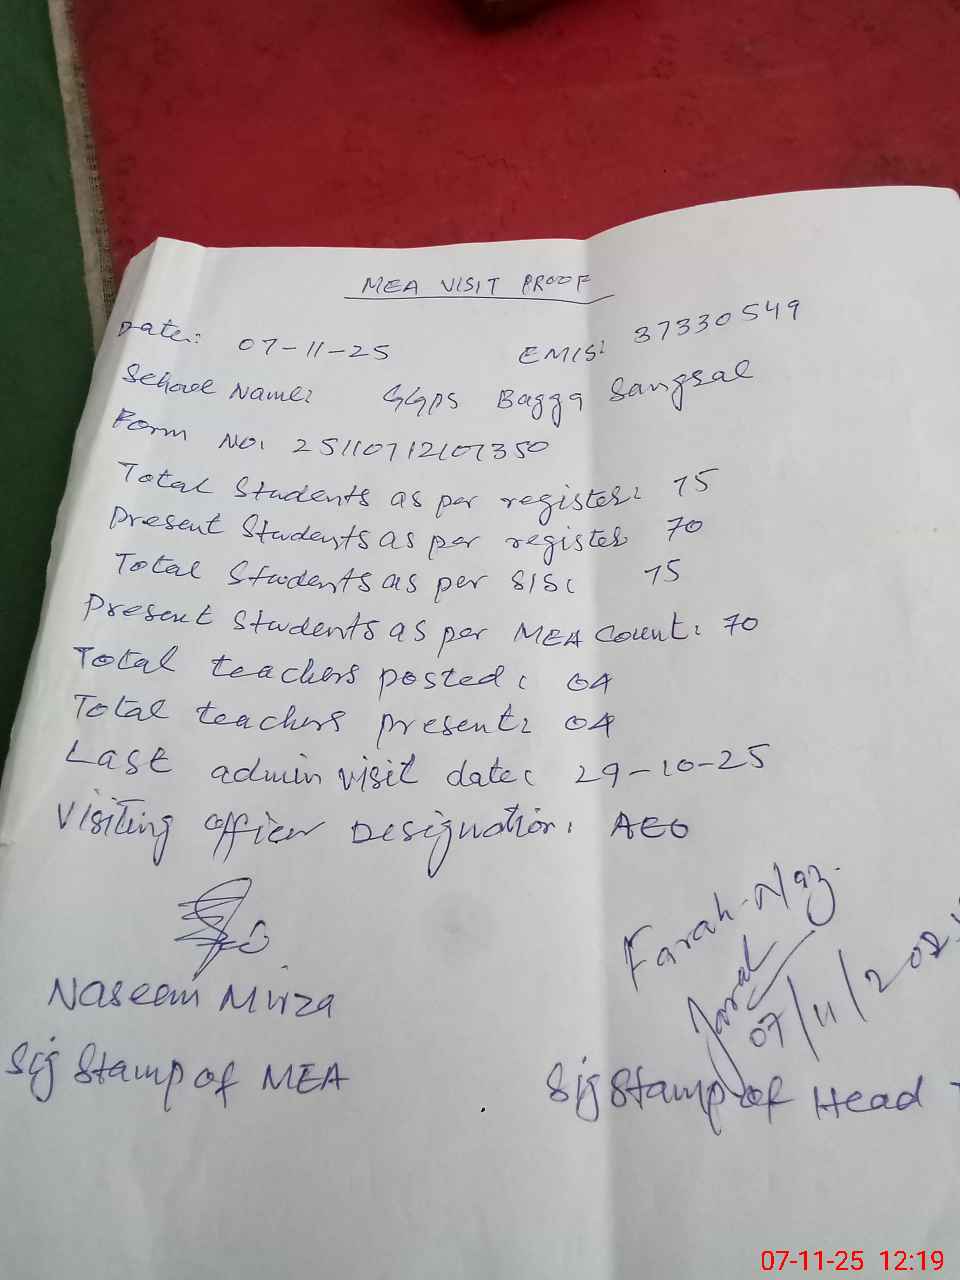 MEA VISIT PROOF
Date: 07-11-25 EMIS: 37330549
School Name: GGPS Bagga Sangsal
Form No: 25110712107350
Total Students as per register: 75
Present Students as per register 70
Total Students as per SIS: 75
Present Students as per MEA Count: 70
Total teachers posted: 04
Total teachers present: 04
Last admin visit date: 29-10-25
Visiting officer Designation: AEO
Farah Naz
07/11/202
Naseem Mirza
Sig Stamp of MEA
Sig Stamp of Head
07-11-25 12:19